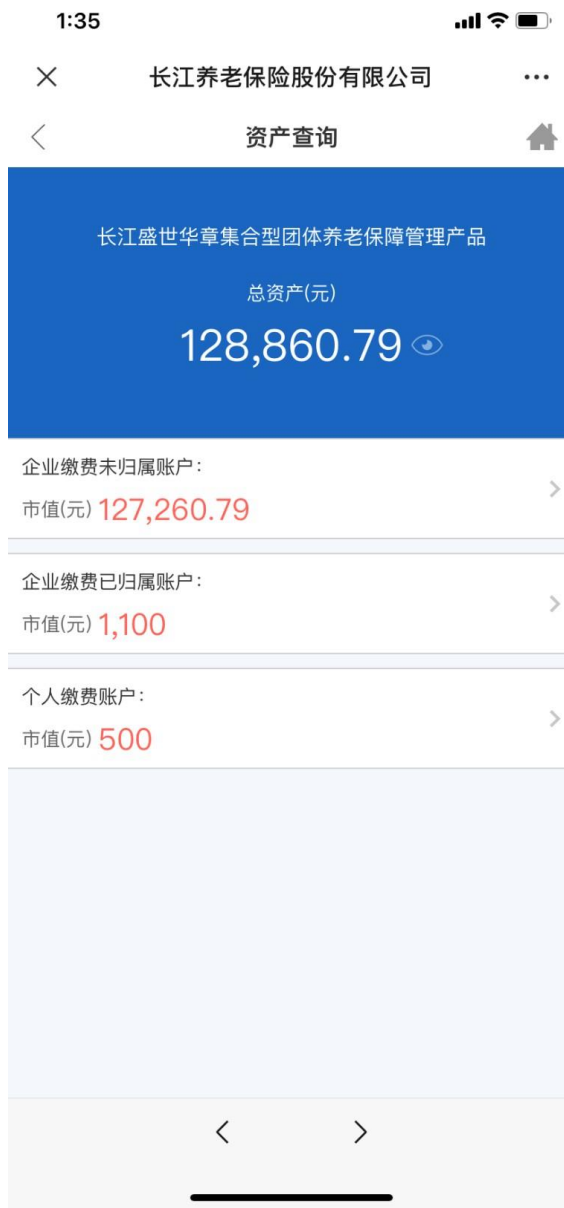 1:35
长江养老保险股份有限公司
资产查询
长江盛世华章集合型团体养老保障管理产品
总资产(元)
128,860.79
企业缴费未归属账户:
市值(元) 127,260.79
企业缴费已归属账户:
市值(元) 1,100
个人缴费账户:
市值(元) 500